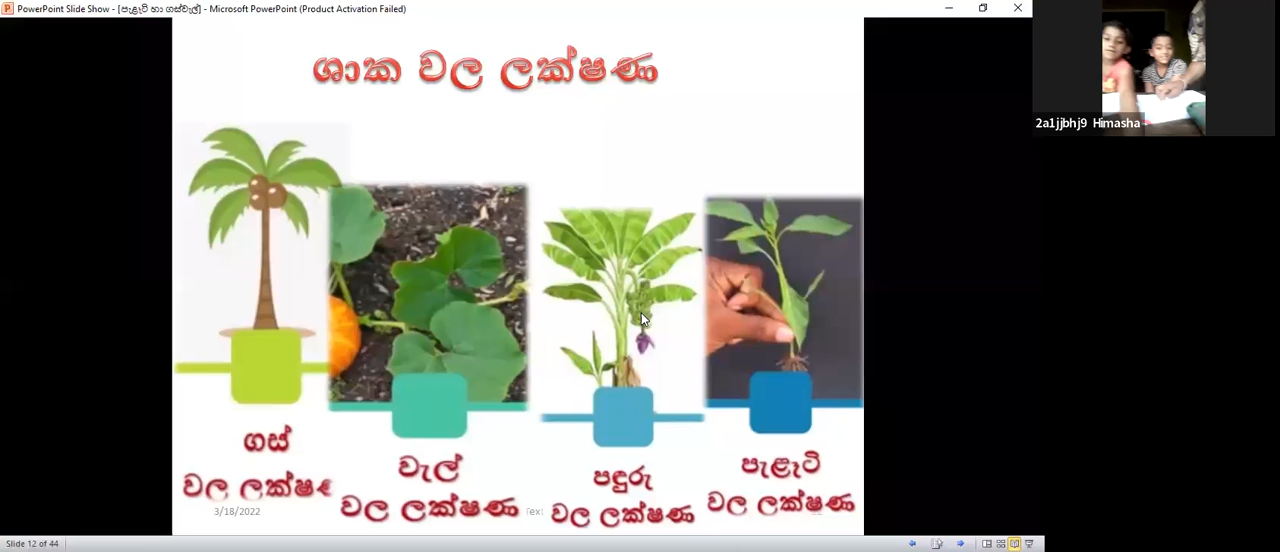 PowerPoint Slide Show - [පැළෑටි හා ගස්වැල්] - Microsoft PowerPoint (Product Activation Failed)
ශාක වල ලක්ෂණ
2a1jjbhj9 Himasha
ගස්
වල ලක්ෂ
වැල්
වල ලක්ෂණ
පඳුරු
වල ලක්ෂණ
පැළෑටි
වල ලක්ෂණ
3/18/2022
Slide 12 of 44